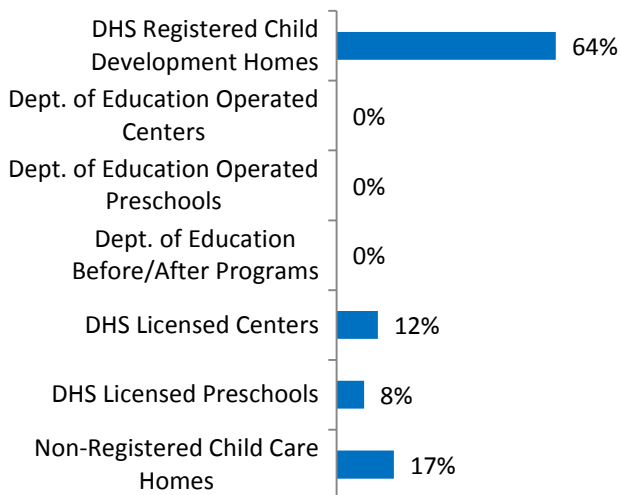 DHS Registered Child
Development Homes
64%
Dept. of Education Operated
Centers
0%
Dept. of Education Operated
Preschools
0%
Dept. of Education
Before/After Programs
0%
DHS Licensed Centers
12%
DHS Licensed Preschools
8%
Non-Registered Child Care
Homes
17%